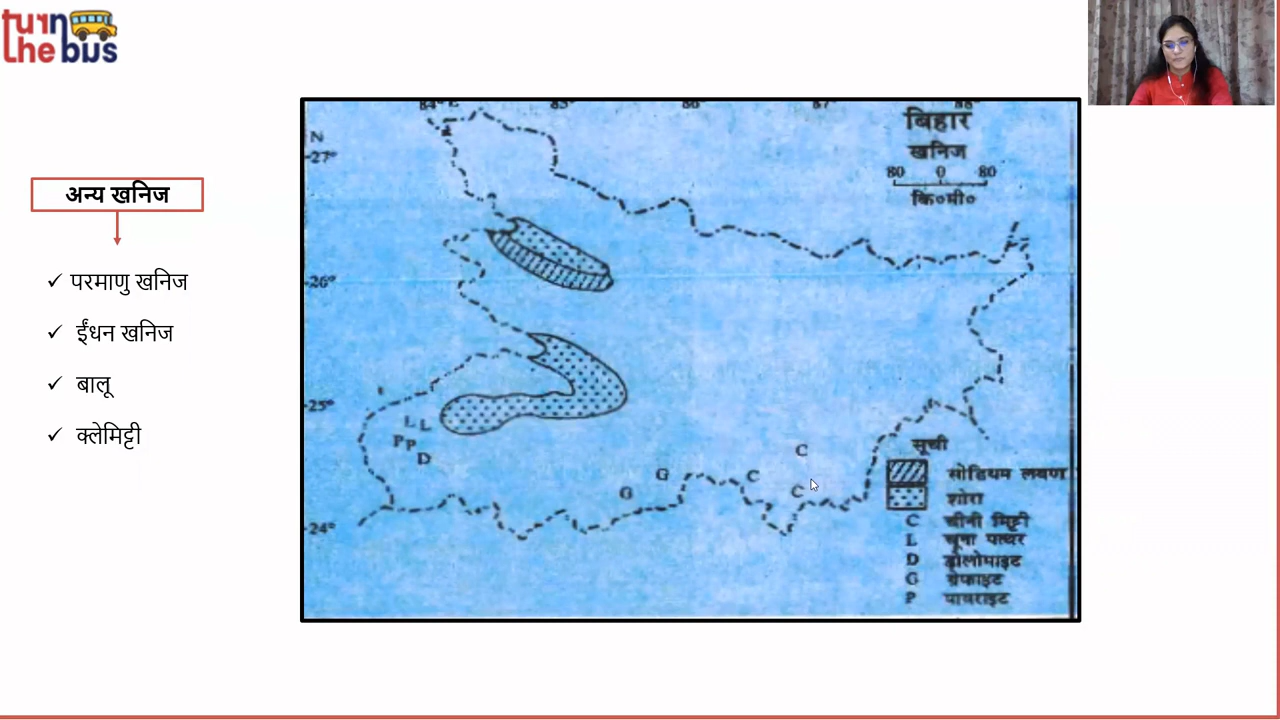 turn
the bus
अन्य खनिज
✓ परमाणु खनिज
✓ ईंधन खनिज
✓ बालू
✓ क्लेमिट्टी
84° E 85° 86 87° 88
N
27°
26°
25°
24°
बिहार
खनिज
80 0 80
कि०मी०
L L
P P
D
G
G
C
C
C
सूची
सोडियम लवण
शोरा
C चीनी मिट्टी
L चूना पत्थर
D डोलोमाइट
G ग्रेफाइट
P पायराइट